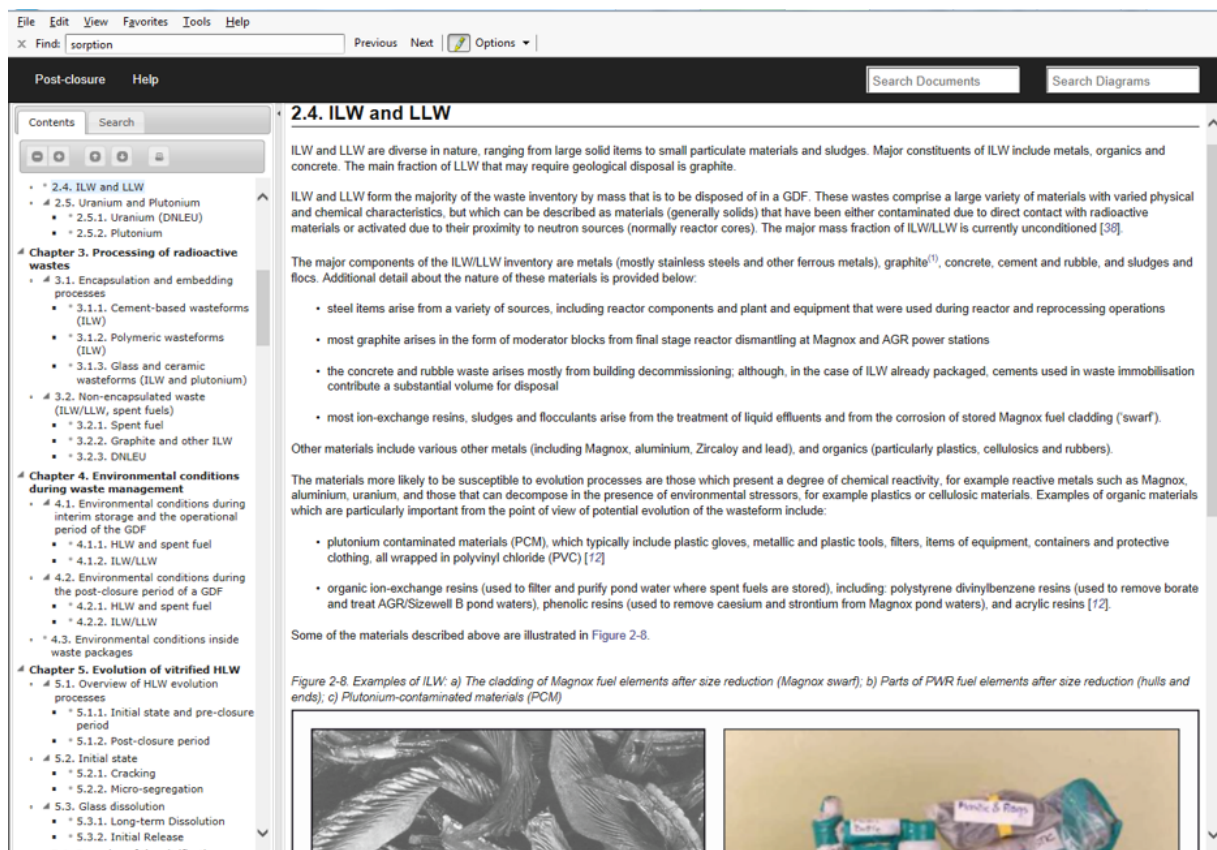 File Edit View Favorites Tools Help
X Find: sorption Previous Next Options
Post-closure Help Search Documents Search Diagrams
Contents Search
2.4. ILW and LLW
2.5. Uranium and Plutonium
2.5.1. Uranium (DNLEU)
2.5.2. Plutonium
Chapter 3. Processing of radioactive
wastes
3.1. Encapsulation and embedding
processes
3.1.1. Cement-based wasteforms
(ILW)
3.1.2. Polymeric wasteforms
(ILW)
3.1.3. Glass and ceramic
wasteforms (ILW and plutonium)
3.2. Non-encapsulated waste
(ILW/LLW, spent fuels)
3.2.1. Spent fuel
3.2.2. Graphite and other ILW
3.2.3. DNLEU
Chapter 4. Environmental conditions
during waste management
4.1. Environmental conditions during
interim storage and the operational
period of the GDF
4.1.1. HLW and spent fuel
4.1.2. ILW/LLW
4.2. Environmental conditions during
the post-closure period of a GDF
4.2.1. HLW and spent fuel
4.2.2. ILW/LLW
4.3. Environmental conditions inside
waste packages
Chapter 5. Evolution of vitrified HLW
5.1. Overview of HLW evolution
processes
5.1.1. Initial state and pre-closure
period
5.1.2. Post-closure period
5.2. Initial state
5.2.1. Cracking
5.2.2. Micro-segregation
5.3. Glass dissolution
5.3.1. Long-term Dissolution
5.3.2. Initial Release
2.4. ILW and LLW
ILW and LLW are diverse in nature, ranging from large solid items to small particulate materials and sludges. Major constituents of ILW include metals, organics and
concrete. The main fraction of LLW that may require geological disposal is graphite.
ILW and LLW form the majority of the waste inventory by mass that is to be disposed of in a GDF. These wastes comprise a large variety of materials with varied physical
and chemical characteristics, but which can be described as materials (generally solids) that have been either contaminated due to direct contact with radioactive
materials or activated due to their proximity to neutron sources (normally reactor cores). The major mass fraction of ILW/LLW is currently unconditioned [38].
The major components of the ILW/LLW inventory are metals (mostly stainless steels and other ferrous metals), graphite(1), concrete, cement and rubble, and sludges and
flocs. Additional detail about the nature of these materials is provided below:
• steel items arise from a variety of sources, including reactor components and plant and equipment that were used during reactor and reprocessing operations
• most graphite arises in the form of moderator blocks from final stage reactor dismantling at Magnox and AGR power stations
• the concrete and rubble waste arises mostly from building decommissioning; although, in the case of ILW already packaged, cements used in waste immobilisation
contribute a substantial volume for disposal
• most ion-exchange resins, sludges and flocculants arise from the treatment of liquid effluents and from the corrosion of stored Magnox fuel cladding ('swarf').
Other materials include various other metals (including Magnox, aluminium, Zircaloy and lead), and organics (particularly plastics, cellulosics and rubbers).
The materials more likely to be susceptible to evolution processes are those which present a degree of chemical reactivity, for example reactive metals such as Magnox,
aluminium, uranium, and those that can decompose in the presence of environmental stressors, for example plastics or cellulosic materials. Examples of organic materials
which are particularly important from the point of view of potential evolution of the wasteform include:
• plutonium contaminated materials (PCM), which typically include plastic gloves, metallic and plastic tools, filters, items of equipment, containers and protective
clothing, all wrapped in polyvinyl chloride (PVC) [12]
• organic ion-exchange resins (used to filter and purify pond water where spent fuels are stored), including: polystyrene divinylbenzene resins (used to remove borate
and treat AGR/Sizewell B pond waters), phenolic resins (used to remove caesium and strontium from Magnox pond waters), and acrylic resins [12].
Some of the materials described above are illustrated in Figure 2-8.
Figure 2-8. Examples of ILW: a) The cladding of Magnox fuel elements after size reduction (Magnox swarf); b) Parts of PWR fuel elements after size reduction (hulls and
ends); c) Plutonium-contaminated materials (PCM)